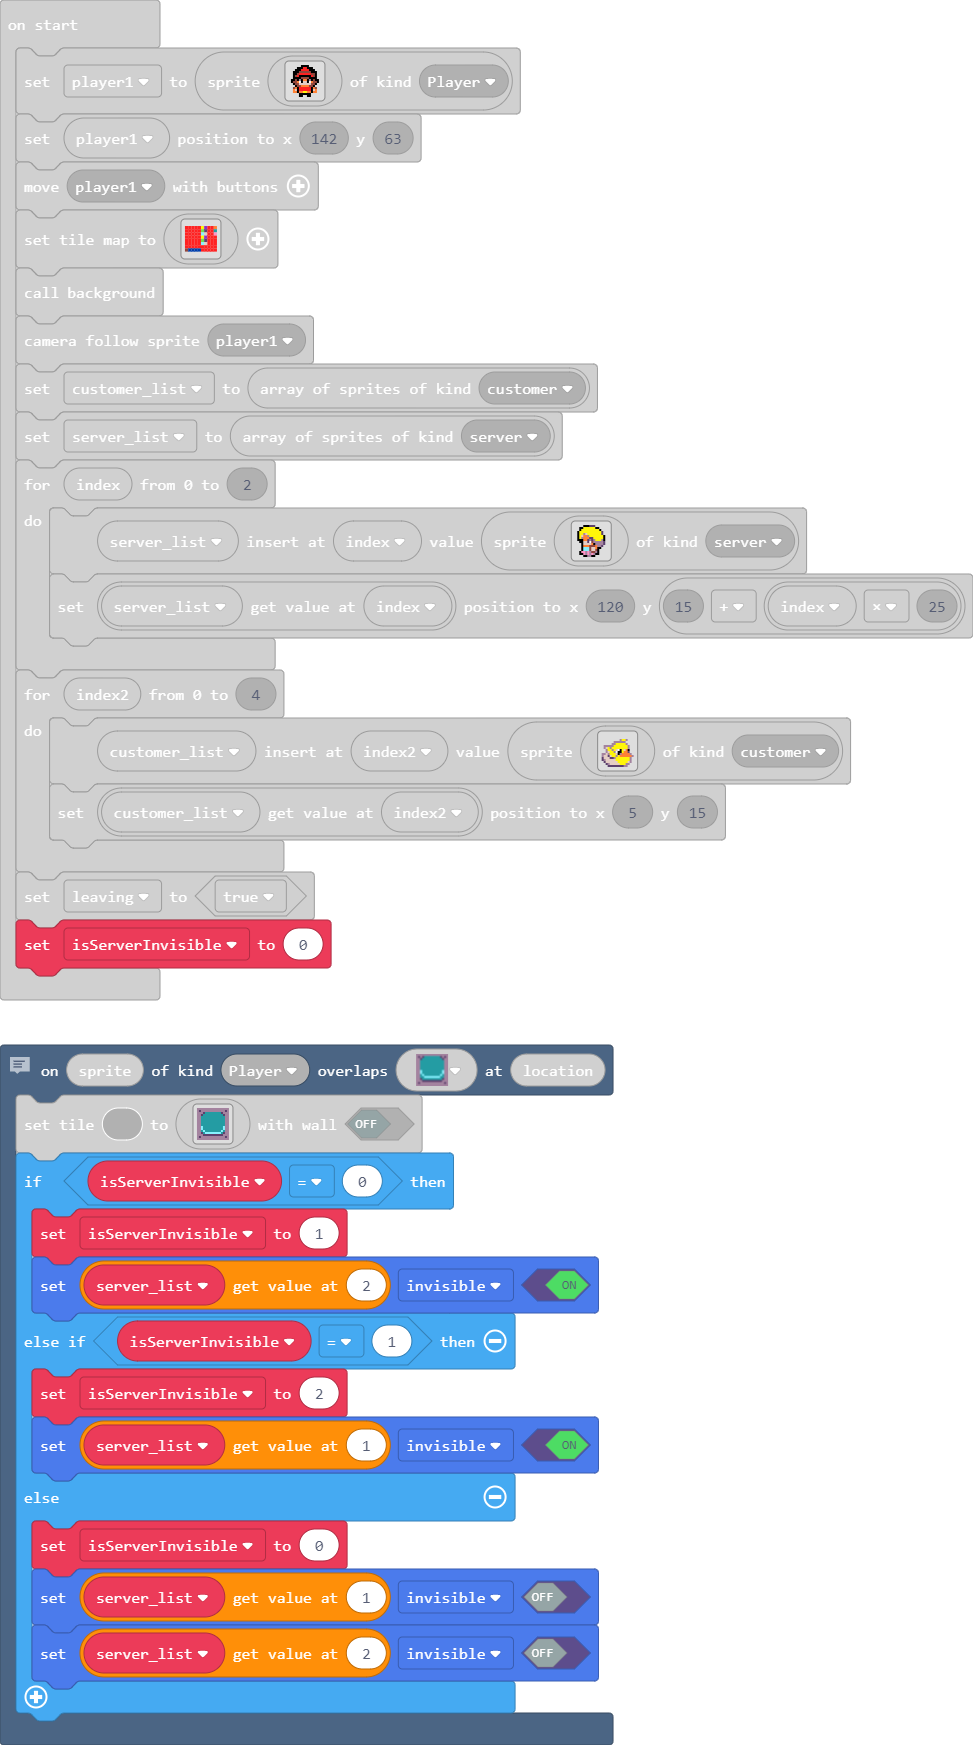 on start
set player1 to sprite of kind Player
set player1 position to x 142 y 63
move player1 with buttons
set tile map to
call background
camera follow sprite player1
set customer_list to array of sprites of kind customer
set server_list to array of sprites of kind server
for index from 0 to 2
do
server_list insert at index value sprite of kind server
set server_list get value at index position to x 120 y 15 + index × 25
for index2 from 0 to 4
do
customer_list insert at index2 value sprite of kind customer
set customer_list get value at index2 position to x 5 y 15
set leaving to true
set isServerInvisible to 0
on sprite of kind Player overlaps at location
set tile to with wall OFF
if isServerInvisible = 0 then
set isServerInvisible to 1
set server_list get value at 2 invisible ON
else if isServerInvisible = 1 then
set isServerInvisible to 2
set server_list get value at 1 invisible ON
else
set isServerInvisible to 0
set server_list get value at 1 invisible OFF
set server_list get value at 2 invisible OFF